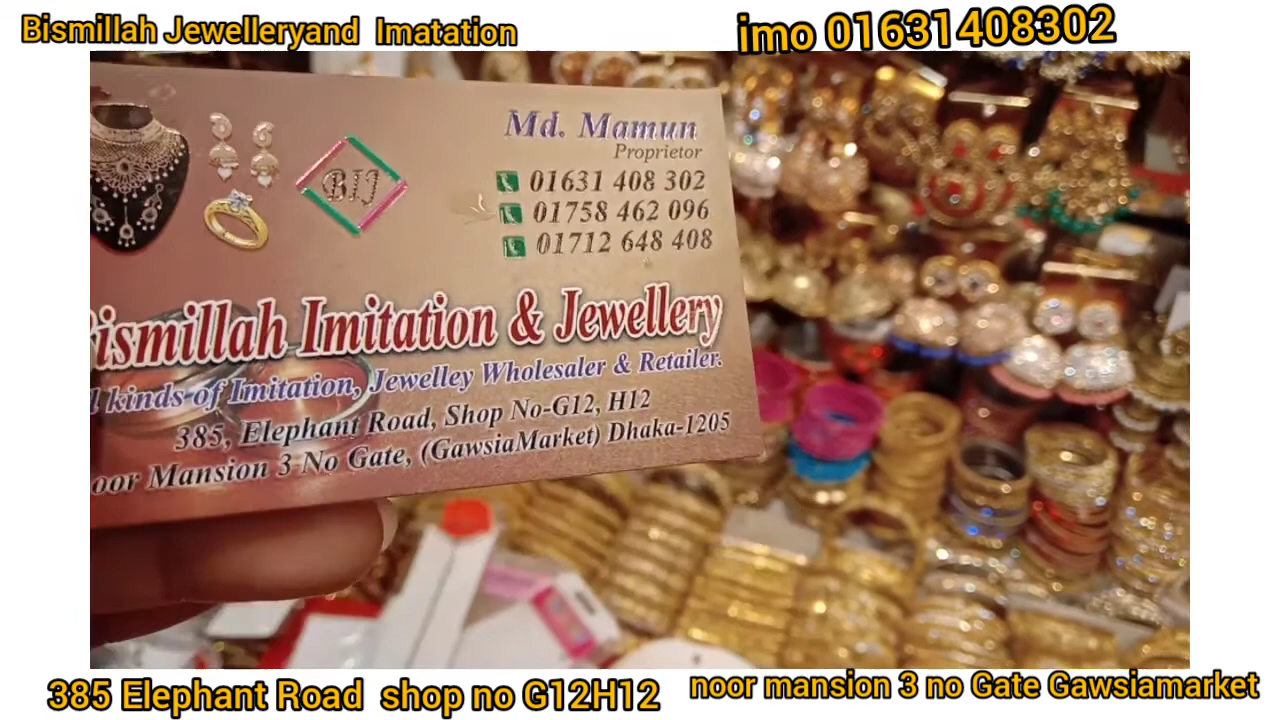 Bismillah Jewelleryand Imatation
imo 01631408302
BIJ
Md. Mamun
Proprietor
01631 408 302
01758 462 096
01712 648 408
ismillah Imitation & Jewellery
l kinds of Imitation, Jewelley Wholesaler & Retailer.
385, Elephant Road, Shop No-G12, H12
oor Mansion 3 No Gate, (GawsiaMarket) Dhaka-1205
385 Elephant Road shop no G12H12
noor mansion 3 no Gate Gawsiamarket